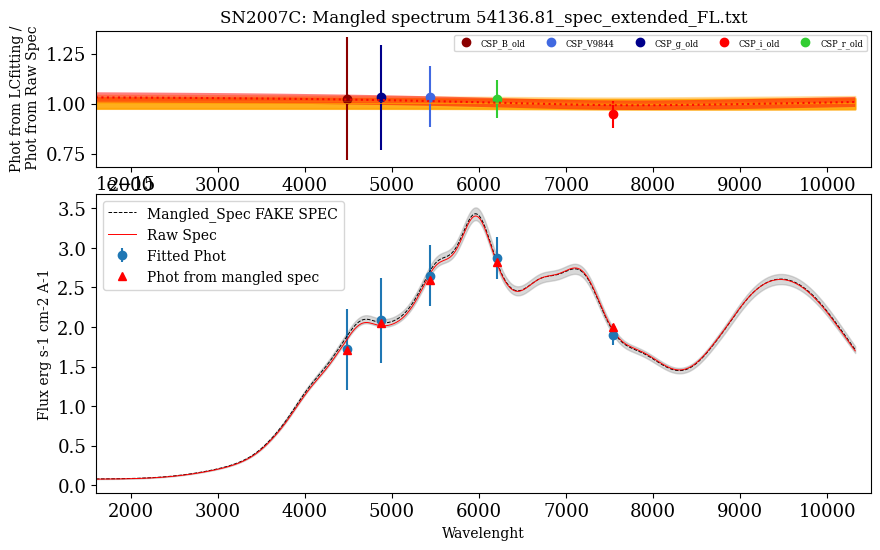 SN2007C: Mangled spectrum 54136.81_spec_extended_FL.txt
Phot from LCfitting /
Phot from Raw Spec
1.25
1.00
0.75
CSP_B_old
CSP_V9844
CSP_g_old
CSP_i_old
CSP_r_old
2000 3000 4000 5000 6000 7000 8000 9000 10000
1e−15
Flux erg s-1 cm-2 A-1
3.5
3.0
2.5
2.0
1.5
1.0
0.5
0.0
Mangled_Spec FAKE SPEC
Raw Spec
Fitted Phot
Phot from mangled spec
2000 3000 4000 5000 6000 7000 8000 9000 10000
Wavelenght